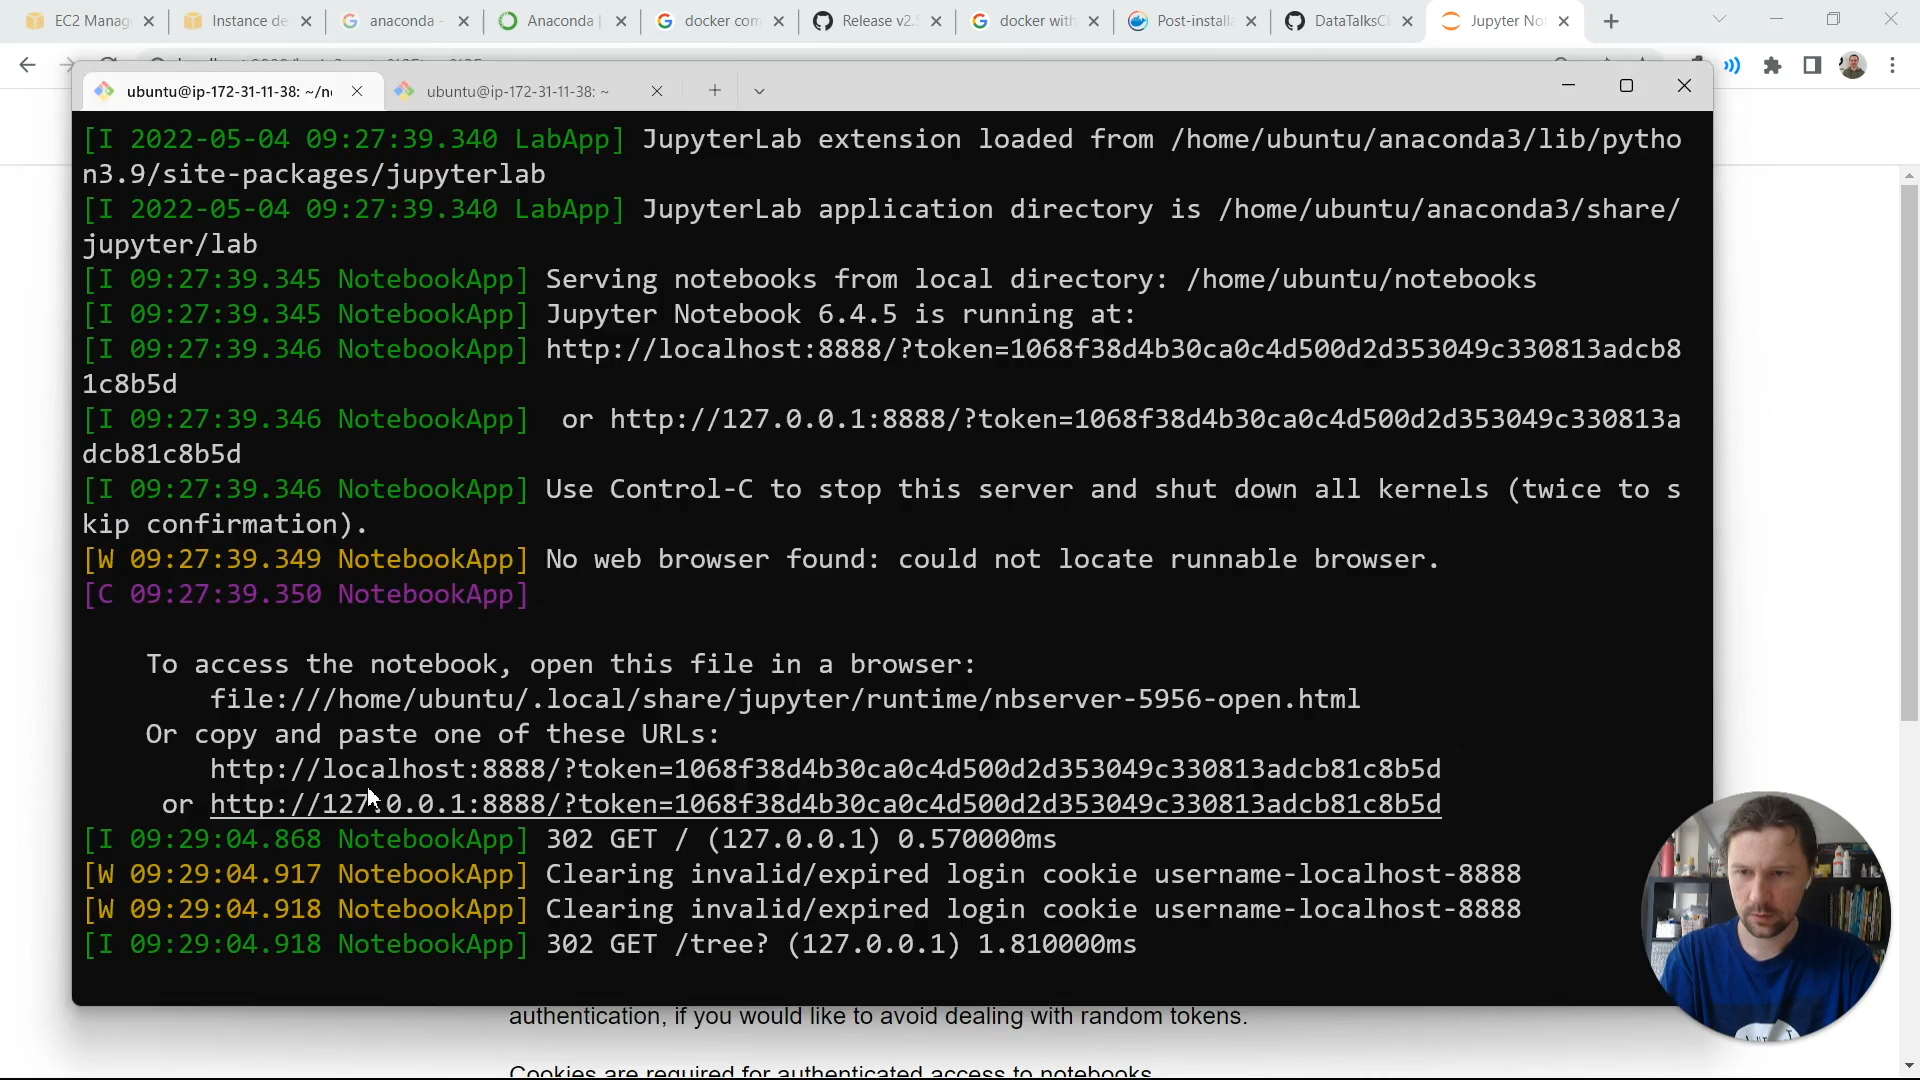 EC2 Manag
Instance de
anaconda -
Anaconda |
docker com
Release v2.
docker with
Post-installa
DataTalksCl
Jupyter Not
ubuntu@ip-172-31-11-38: ~/n
ubuntu@ip-172-31-11-38: ~
[I 2022-05-04 09:27:39.340 LabApp] JupyterLab extension loaded from /home/ubuntu/anaconda3/lib/pytho
n3.9/site-packages/jupyterlab
[I 2022-05-04 09:27:39.340 LabApp] JupyterLab application directory is /home/ubuntu/anaconda3/share/
jupyter/lab
[I 09:27:39.345 NotebookApp] Serving notebooks from local directory: /home/ubuntu/notebooks
[I 09:27:39.345 NotebookApp] Jupyter Notebook 6.4.5 is running at:
[I 09:27:39.346 NotebookApp] http://localhost:8888/?token=1068f38d4b30ca0c4d500d2d353049c330813adcb8
1c8b5d
[I 09:27:39.346 NotebookApp]  or http://127.0.0.1:8888/?token=1068f38d4b30ca0c4d500d2d353049c330813a
dcb81c8b5d
[I 09:27:39.346 NotebookApp] Use Control-C to stop this server and shut down all kernels (twice to s
kip confirmation).
[W 09:27:39.349 NotebookApp] No web browser found: could not locate runnable browser.
[C 09:27:39.350 NotebookApp]
To access the notebook, open this file in a browser:
file:///home/ubuntu/.local/share/jupyter/runtime/nbserver-5956-open.html
Or copy and paste one of these URLs:
http://localhost:8888/?token=1068f38d4b30ca0c4d500d2d353049c330813adcb81c8b5d
or http://127.0.0.1:8888/?token=1068f38d4b30ca0c4d500d2d353049c330813adcb81c8b5d
[I 09:29:04.868 NotebookApp] 302 GET / (127.0.0.1) 0.570000ms
[W 09:29:04.917 NotebookApp] Clearing invalid/expired login cookie username-localhost-8888
[W 09:29:04.918 NotebookApp] Clearing invalid/expired login cookie username-localhost-8888
[I 09:29:04.918 NotebookApp] 302 GET /tree? (127.0.0.1) 1.810000ms
authentication, if you would like to avoid dealing with random tokens.
Cookies are required for authenticated access to notebooks.